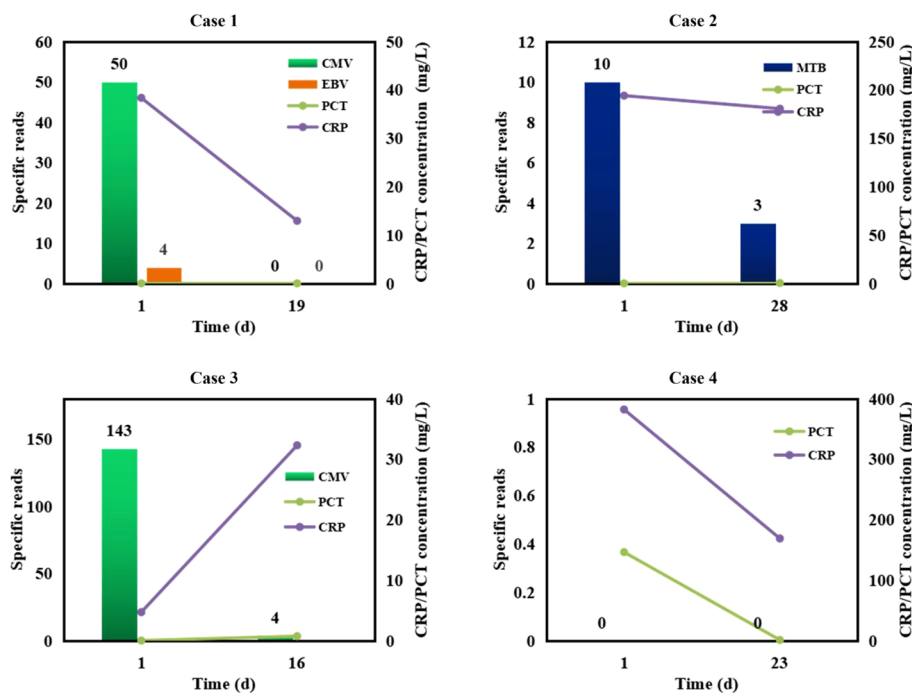 Case 1
60
50
40
30
20
10
0
Specific reads
50
4
0
0
CMV
EBV
PCT
CRP
50
40
30
20
10
0
CRP/PCT concentration (mg/L)
1
19
Time (d)
Case 2
12
10
8
6
4
2
0
Specific reads
10
3
MTB
PCT
CRP
250
200
150
100
50
0
CRP/PCT concentration (mg/L)
1
28
Time (d)
Case 3
150
100
50
0
Specific reads
143
4
CMV
PCT
CRP
40
30
20
10
0
CRP/PCT concentration (mg/L)
1
16
Time (d)
Case 4
1
0.8
0.6
0.4
0.2
0
Specific reads
0
0
PCT
CRP
400
300
200
100
0
CRP/PCT concentration (mg/L)
1
23
Time (d)